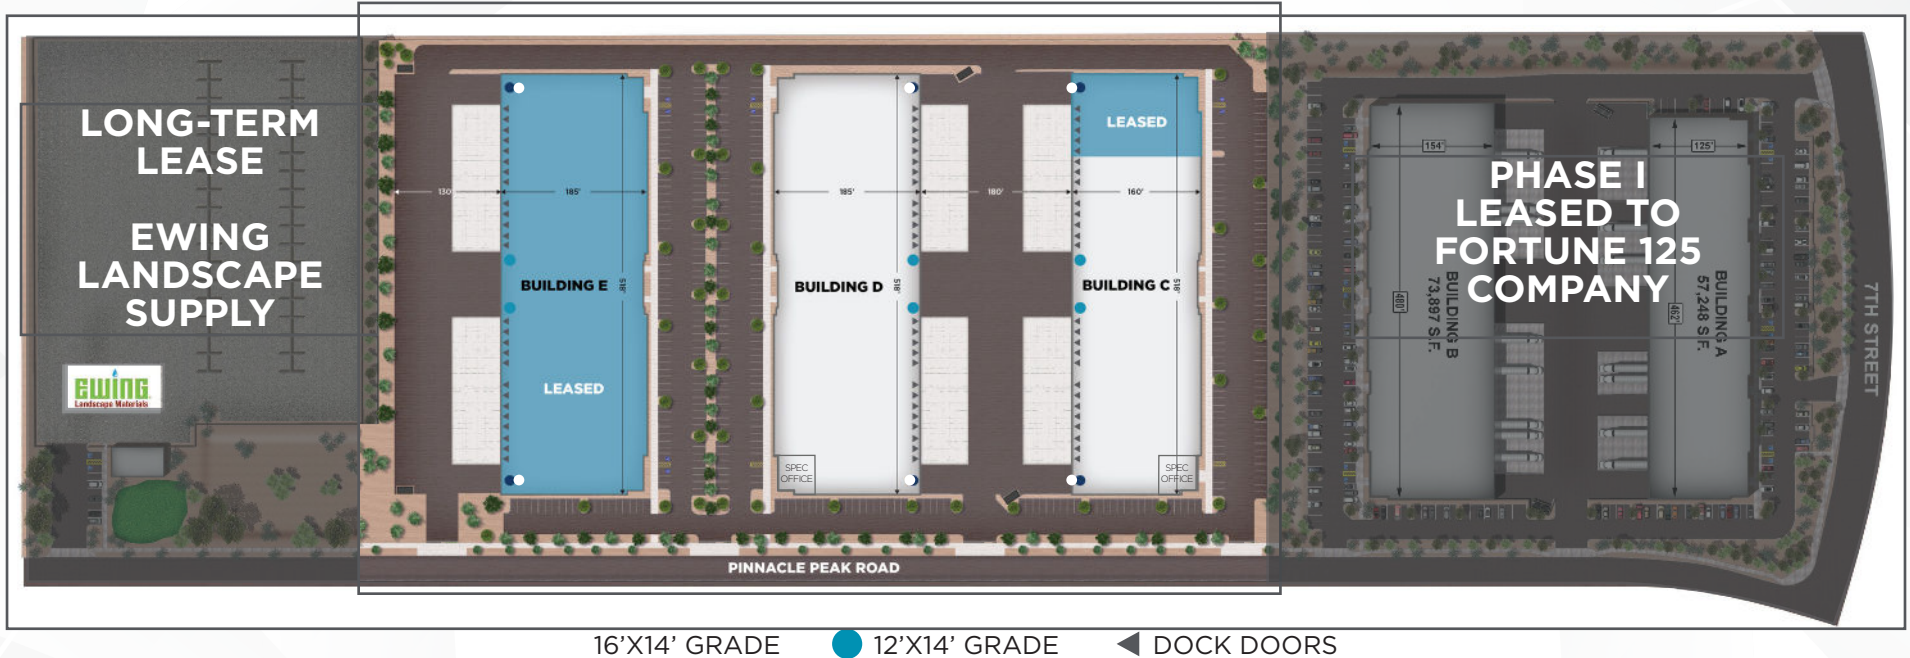 LONG-TERM
LEASE
EWING
LANDSCAPE
SUPPLY
EWING
Landscape Materials
130'
185'
BUILDING E
518'
LEASED
185'
BUILDING D
518'
SPEC
OFFICE
180'
LEASED
160'
BUILDING C
518'
SPEC
OFFICE
154'
480'
BUILDING B
73,897 S.F.
PHASE I
LEASED TO
FORTUNE 125
COMPANY
125'
462'
BUILDING A
57,248 S.F.
7TH STREET
PINNACLE PEAK ROAD
16'X14' GRADE
12'X14' GRADE
DOCK DOORS